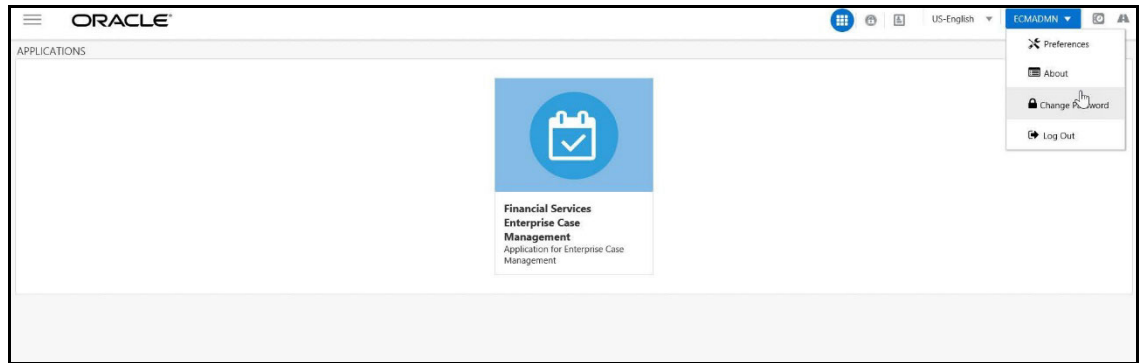 ORACLE
US-English
ECMADMN
APPLICATIONS
Preferences
About
Change Password
Log Out
Financial Services
Enterprise Case
Management
Application for Enterprise Case
Management